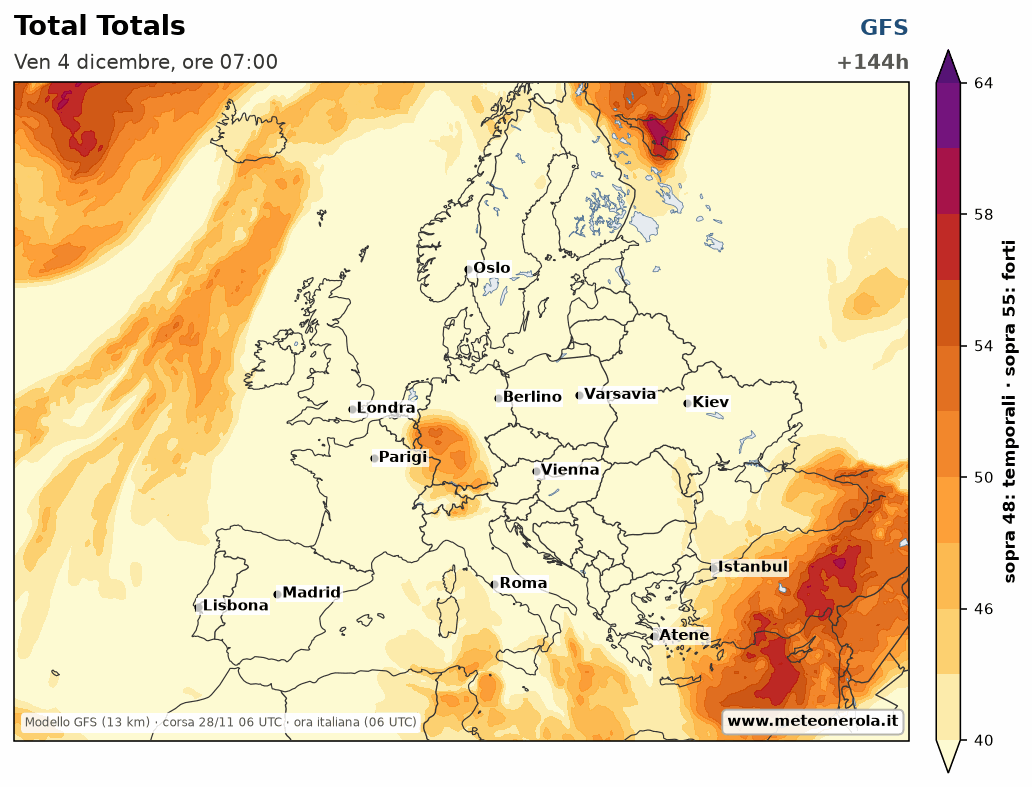 Total Totals
GFS
Ven 4 dicembre, ore 07:00
+144h
64
58
54
50
46
40
sopra 48: temporali · sopra 55: forti
Oslo
Londra
Berlino
Varsavia
Kiev
Parigi
Vienna
Istanbul
Roma
Madrid
Lisbona
Atene
Modello GFS (13 km) · corsa 28/11 06 UTC · ora italiana (06 UTC)
www.meteonerola.it